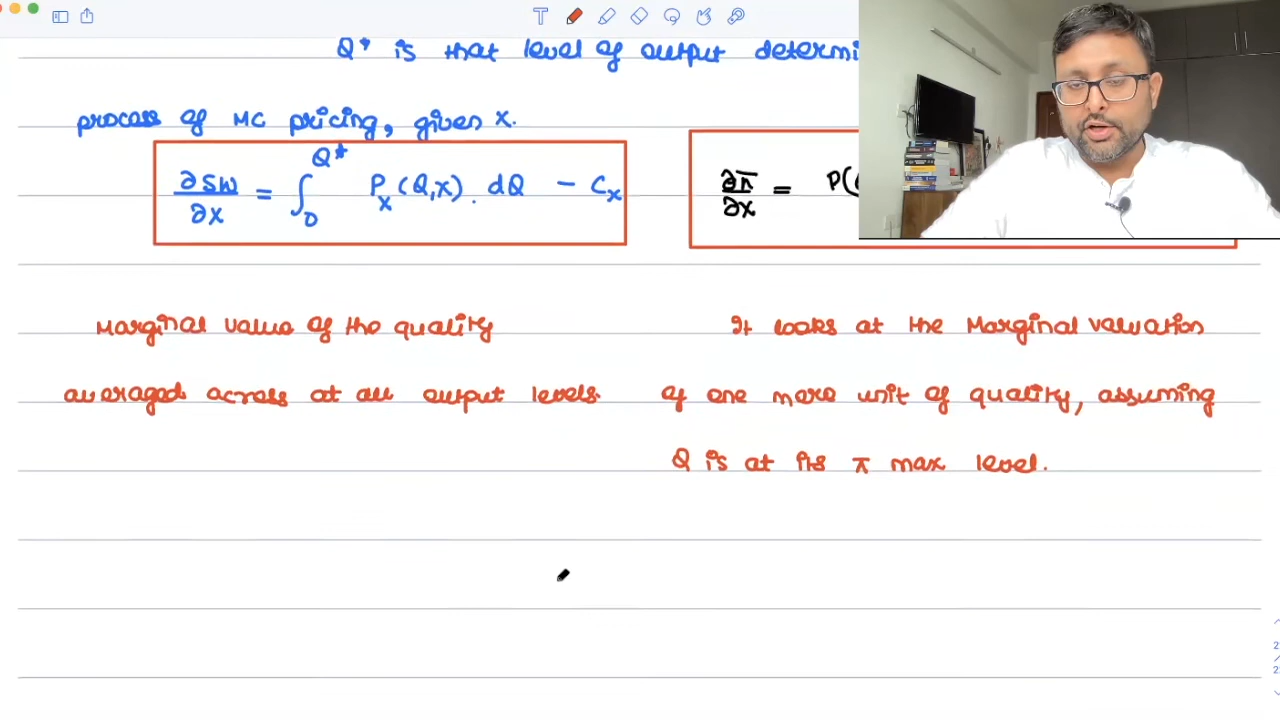 Q* is that level of output determi
process of MC pricing, given x.
∂SW/∂x = ∫₀^Q* Pₓ(Q,x). dQ - Cₓ
∂π/∂x = P(
Marginal value of the quality
averaged across at all output levels.
It looks at the Marginal valuation
of one more unit of quality, assuming
Q is at its π max level.